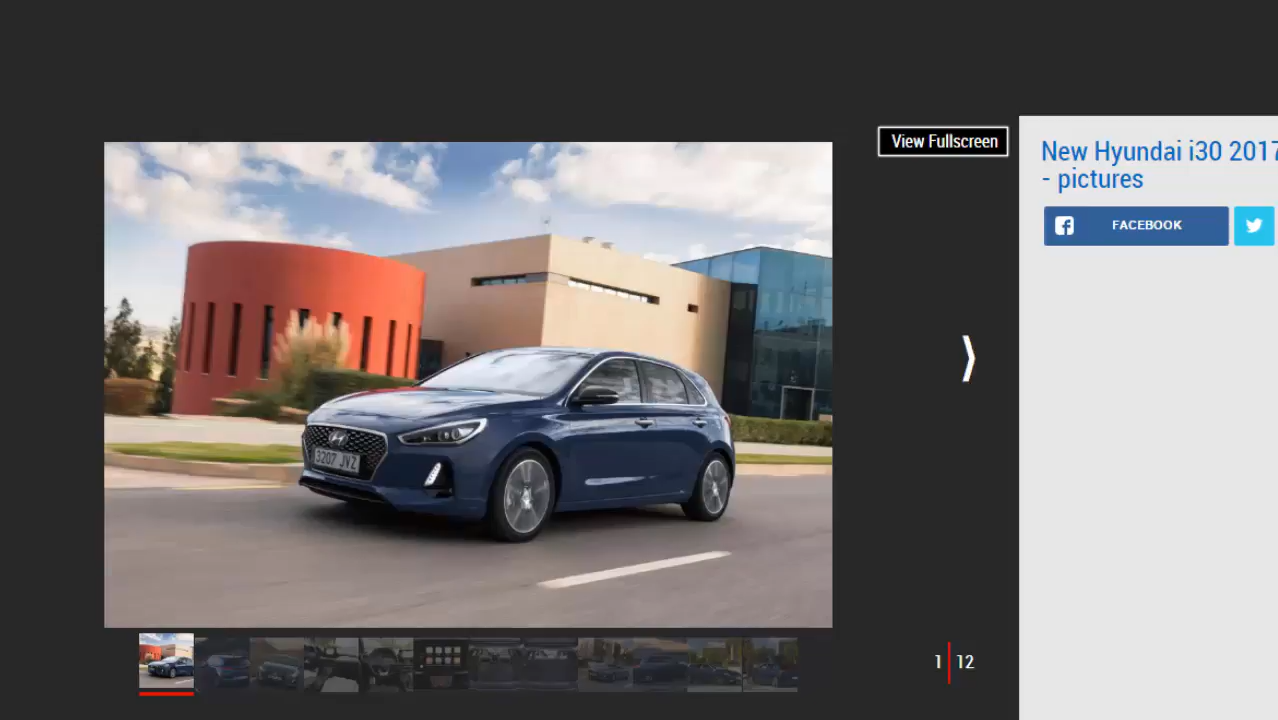 View Fullscreen
New Hyundai i30 2017
- pictures
FACEBOOK
3207 JVZ
1 12